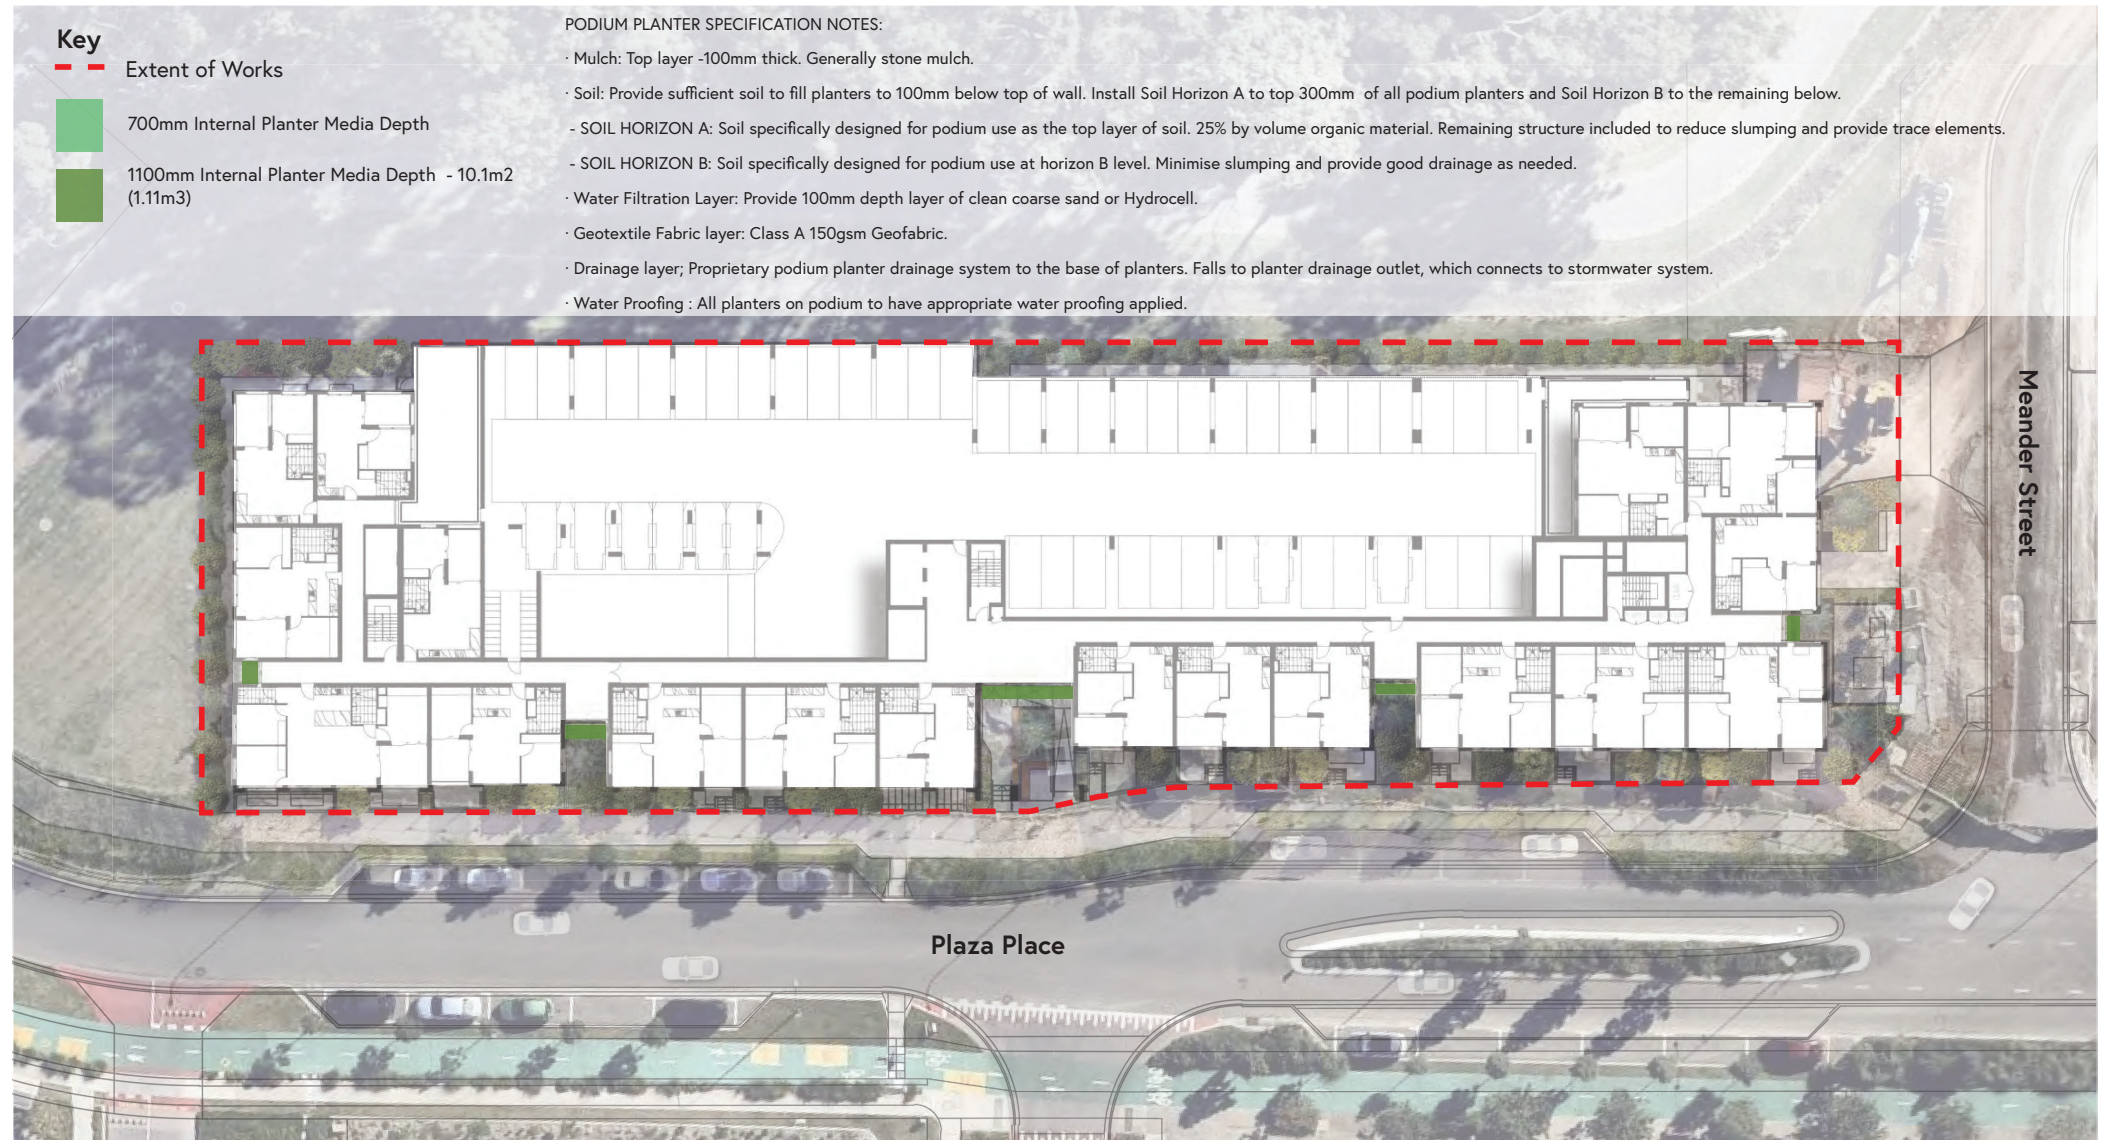 Key
Extent of Works
700mm Internal Planter Media Depth
1100mm Internal Planter Media Depth - 10.1m2
(1.11m3)
PODIUM PLANTER SPECIFICATION NOTES:
· Mulch: Top layer -100mm thick. Generally stone mulch.
· Soil: Provide sufficient soil to fill planters to 100mm below top of wall. Install Soil Horizon A to top 300mm of all podium planters and Soil Horizon B to the remaining below.
- SOIL HORIZON A: Soil specifically designed for podium use as the top layer of soil. 25% by volume organic material. Remaining structure included to reduce slumping and provide trace elements.
- SOIL HORIZON B: Soil specifically designed for podium use at horizon B level. Minimise slumping and provide good drainage as needed.
· Water Filtration Layer: Provide 100mm depth layer of clean coarse sand or Hydrocell.
· Geotextile Fabric layer: Class A 150gsm Geofabric.
· Drainage layer; Proprietary podium planter drainage system to the base of planters. Falls to planter drainage outlet, which connects to stormwater system.
· Water Proofing : All planters on podium to have appropriate water proofing applied.
Meander Street
Plaza Place